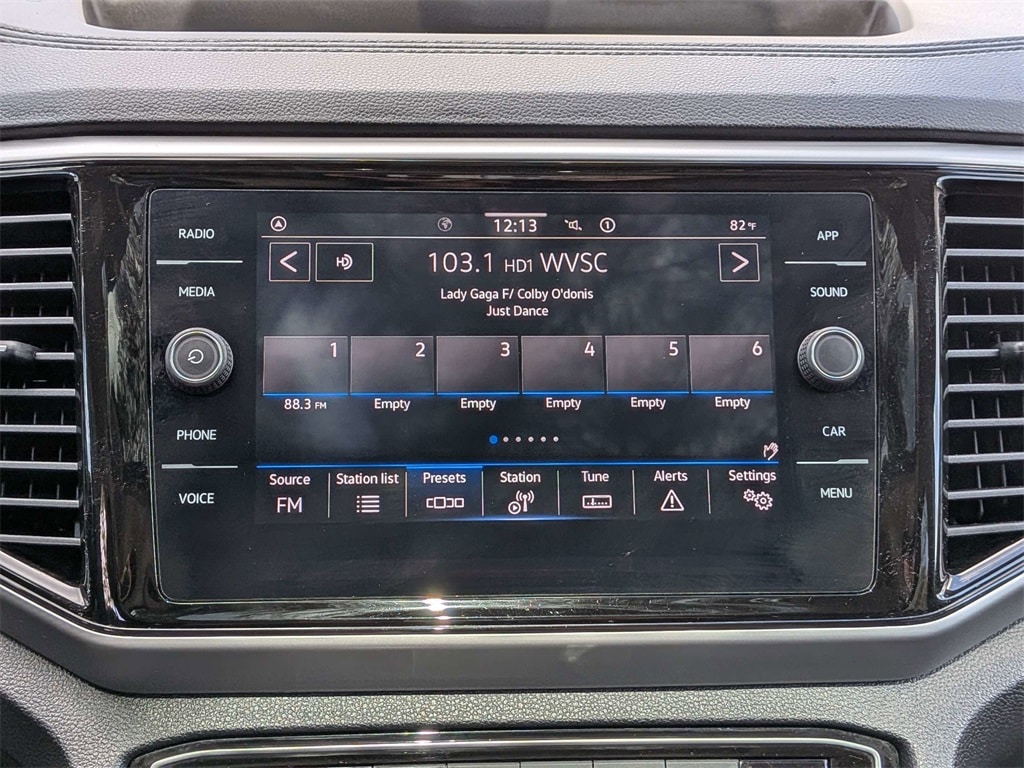 RADIO
MEDIA
PHONE
VOICE
12:13
1
82°F
HD
103.1 HD1 WVSC
Lady Gaga F/ Colby O'donis
Just Dance
1 2 3 4 5 6
88.3 FM Empty Empty Empty Empty Empty
Source Station list Presets Station Tune Alerts Settings
FM
APP
SOUND
CAR
MENU